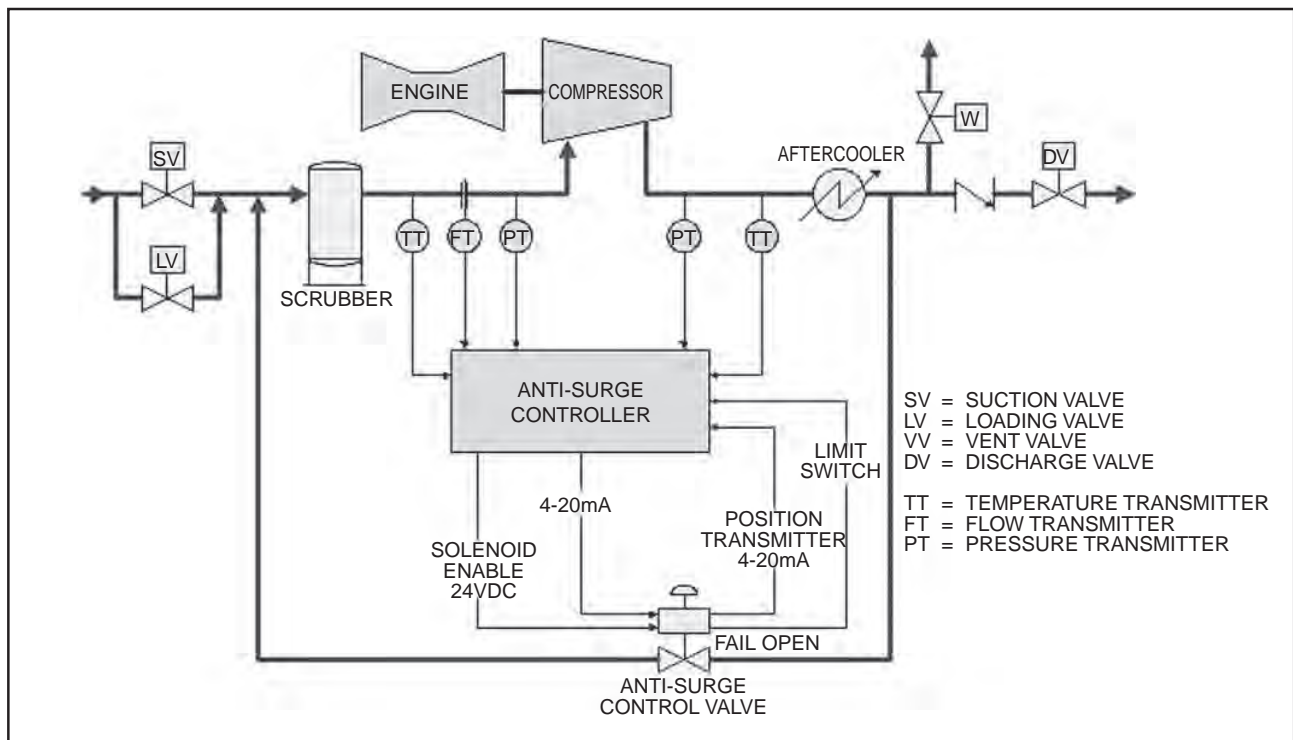 ENGINE
COMPRESSOR
W
SV
AFTERCOOLER
DV
TT
FT
PT
PT
TT
LV
SCRUBBER
ANTI-SURGE
CONTROLLER
SV = SUCTION VALVE
LV = LOADING VALVE
VV = VENT VALVE
DV = DISCHARGE VALVE
TT = TEMPERATURE TRANSMITTER
FT = FLOW TRANSMITTER
PT = PRESSURE TRANSMITTER
LIMIT
SWITCH
4-20mA
POSITION
TRANSMITTER
4-20mA
SOLENOID
ENABLE
24VDC
FAIL OPEN
ANTI-SURGE
CONTROL VALVE